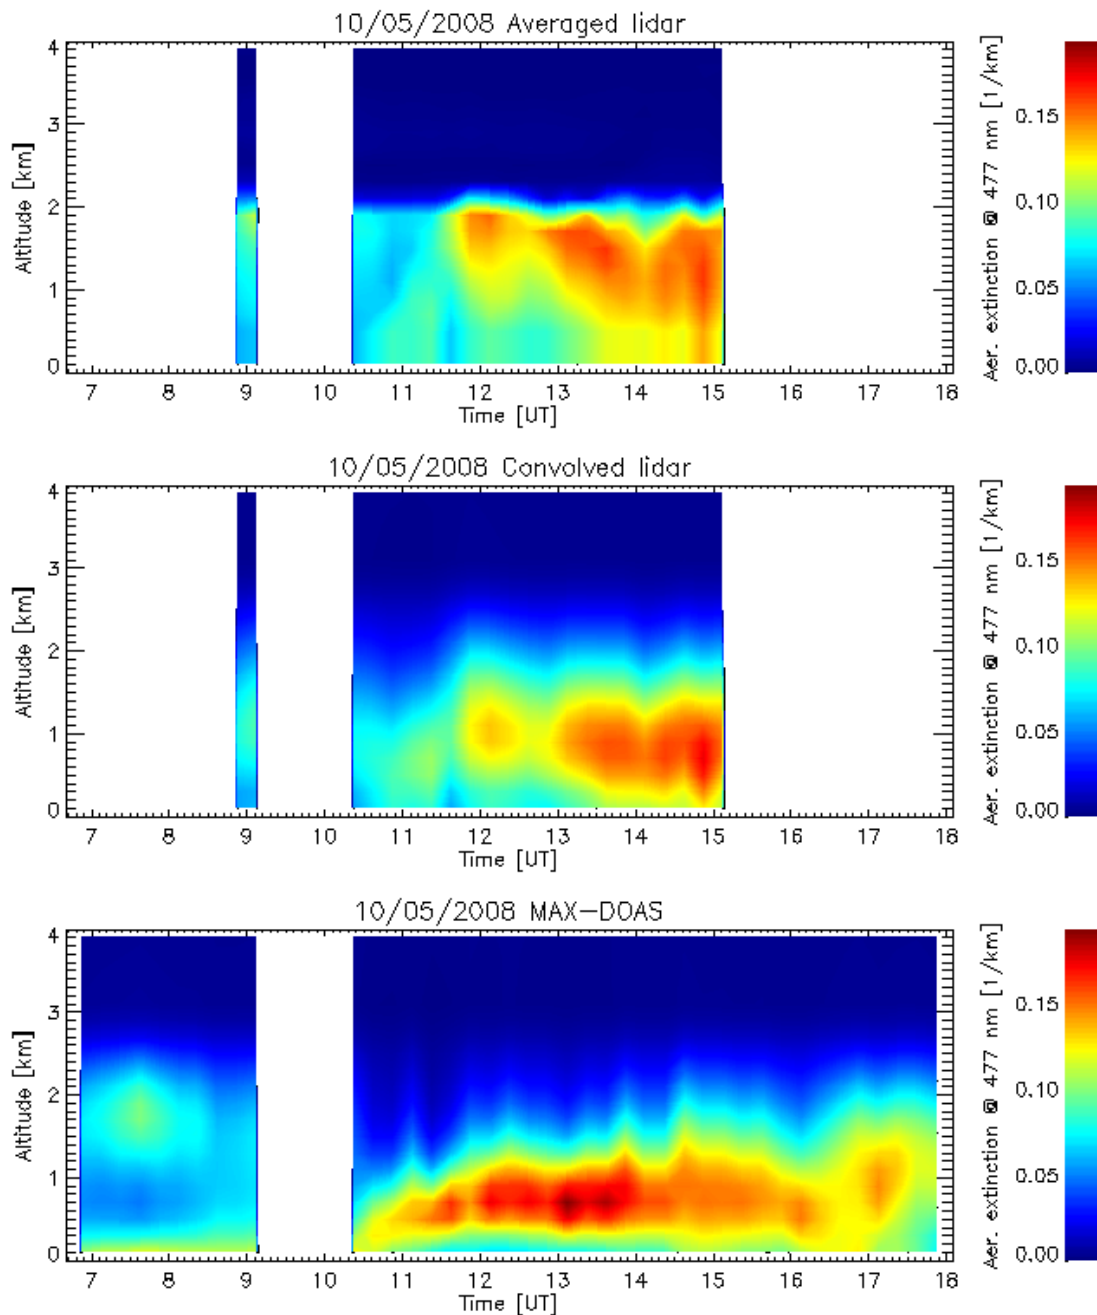 10/05/2008 Averaged lidar
4
3
2
1
0
Altitude [km]
7 8 9 10 11 12 13 14 15 16 17 18
Time [UT]
Aer. extinction @ 477 nm [1/km]
0.15
0.10
0.05
0.00
10/05/2008 Convolved lidar
4
3
2
1
0
Altitude [km]
7 8 9 10 11 12 13 14 15 16 17 18
Time [UT]
Aer. extinction @ 477 nm [1/km]
0.15
0.10
0.05
0.00
10/05/2008 MAX-DOAS
4
3
2
1
0
Altitude [km]
7 8 9 10 11 12 13 14 15 16 17 18
Time [UT]
Aer. extinction @ 477 nm [1/km]
0.15
0.10
0.05
0.00